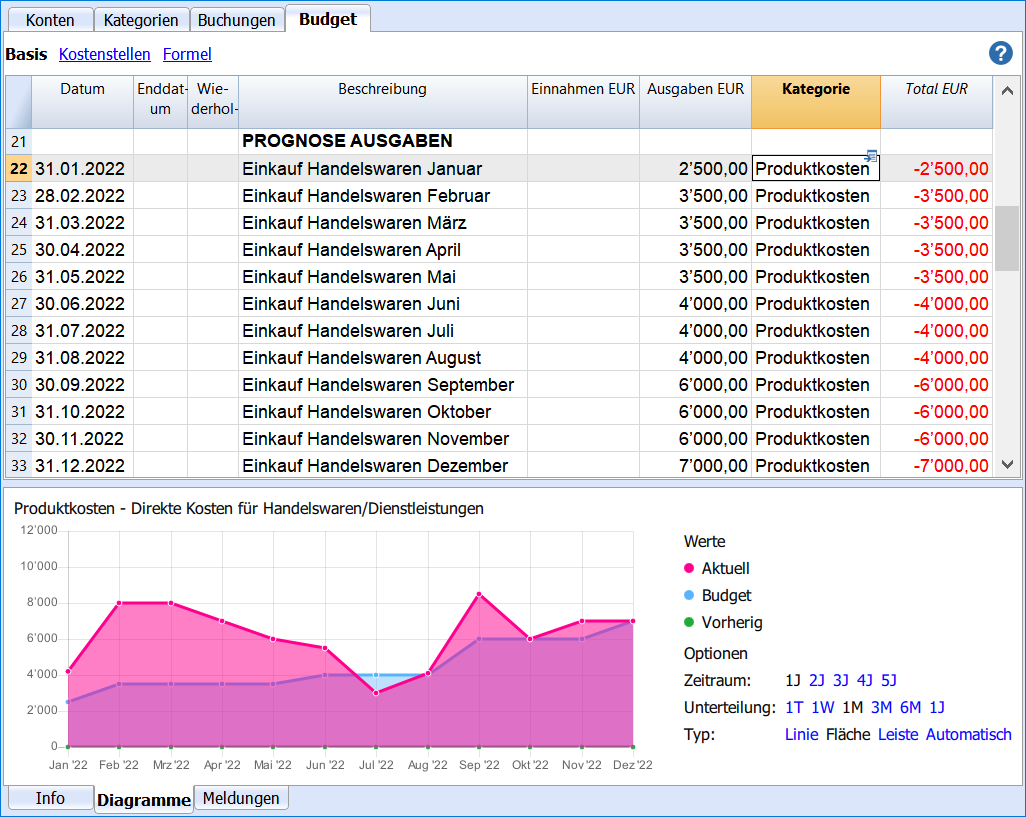 Konten Kategorien Buchungen Budget
Basis Kostenstellen Formel ?
Datum Enddat- Wie- Beschreibung Einnahmen EUR Ausgaben EUR Kategorie Total EUR
um derhol-
21 PROGNOSE AUSGABEN
22 31.01.2022 Einkauf Handelswaren Januar 2’500,00 Produktkosten -2’500,00
23 28.02.2022 Einkauf Handelswaren Februar 3’500,00 Produktkosten -3’500,00
24 31.03.2022 Einkauf Handelswaren März 3’500,00 Produktkosten -3’500,00
25 30.04.2022 Einkauf Handelswaren April 3’500,00 Produktkosten -3’500,00
26 31.05.2022 Einkauf Handelswaren Mai 3’500,00 Produktkosten -3’500,00
27 30.06.2022 Einkauf Handelswaren Juni 4’000,00 Produktkosten -4’000,00
28 31.07.2022 Einkauf Handelswaren Juli 4’000,00 Produktkosten -4’000,00
29 31.08.2022 Einkauf Handelswaren August 4’000,00 Produktkosten -4’000,00
30 30.09.2022 Einkauf Handelswaren September 6’000,00 Produktkosten -6’000,00
31 31.10.2022 Einkauf Handelswaren Oktober 6’000,00 Produktkosten -6’000,00
32 30.11.2022 Einkauf Handelswaren November 6’000,00 Produktkosten -6’000,00
33 31.12.2022 Einkauf Handelswaren Dezember 7’000,00 Produktkosten -7’000,00
Produktkosten - Direkte Kosten für Handelswaren/Dienstleistungen
12'000
10'000
8'000
6'000
4'000
2'000
0
Jan '22 Feb '22 Mrz '22 Apr '22 Mai '22 Jun '22 Jul '22 Aug '22 Sep '22 Okt '22 Nov '22 Dez '22
Werte
Aktuell
Budget
Vorherig
Optionen
Zeitraum: 1J 2J 3J 4J 5J
Unterteilung: 1T 1W 1M 3M 6M 1J
Typ: Linie Fläche Leiste Automatisch
Info Diagramme Meldungen